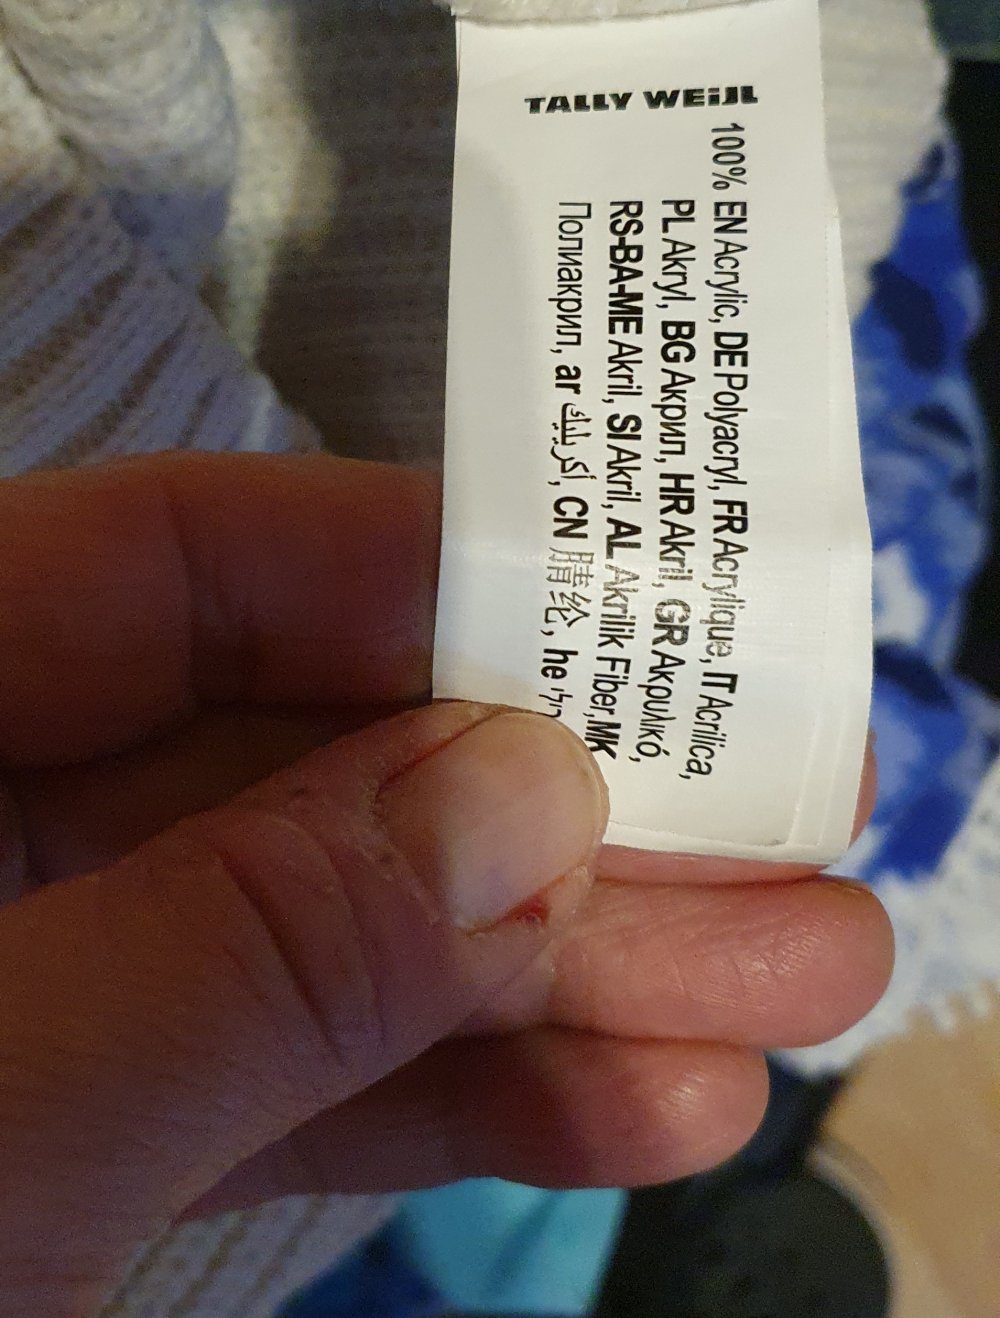 TALLY WEiJL
100% EN Acrylic, DE Polyacryl, FR Acrylique, IT Acrilica,
PL Akryl, BG Акрил, HR Akril, GR Ακρυλικό,
RS-BA-ME Akril, SI Akril, AL Akrilik Fiber, MK
Полиакрил, ar أكريليك, CN 腈纶, he